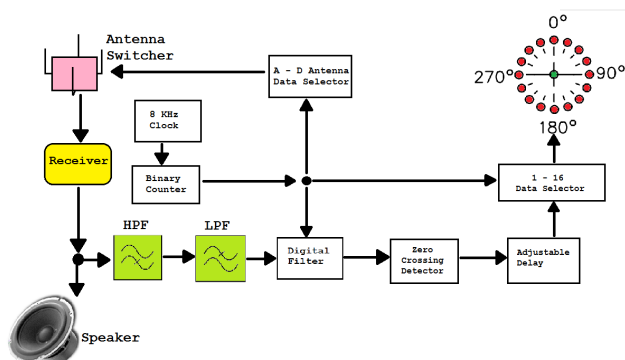 Antenna
Switcher
A - D Antenna
Data Selector
0°
270°
90°
180°
8 KHz
Clock
Receiver
Binary
Counter
1 - 16
Data Selector
HPF
LPF
Digital
Filter
Zero
Crossing
Detector
Adjustable
Delay
Speaker